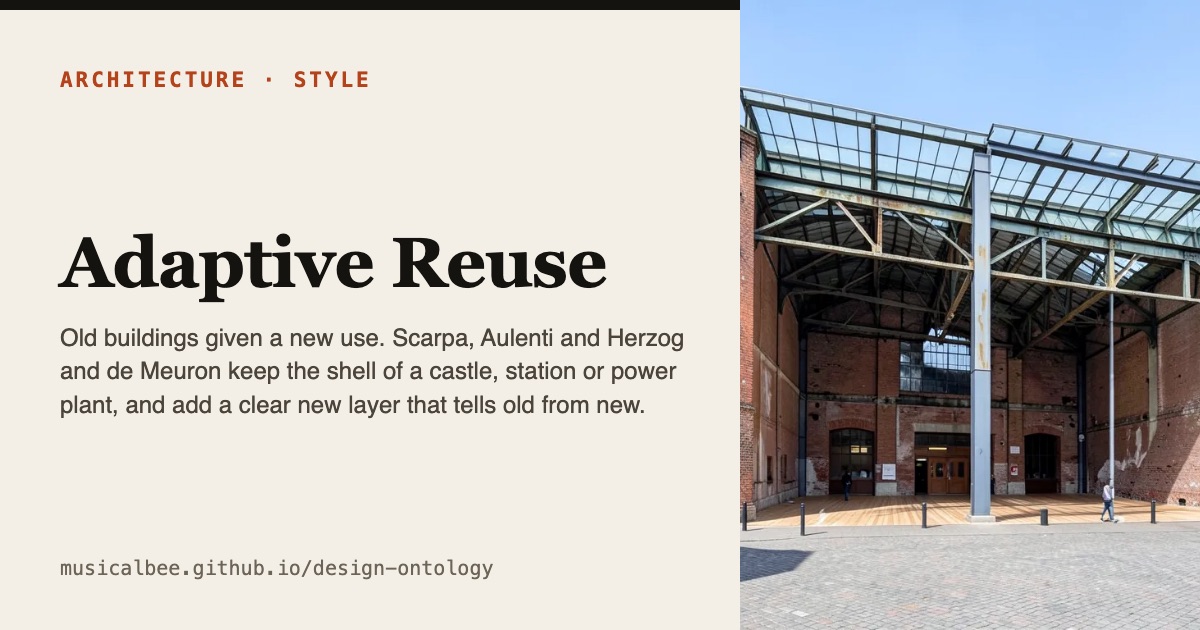 ARCHITECTURE · STYLE
Adaptive Reuse
Old buildings given a new use. Scarpa, Aulenti and Herzog
and de Meuron keep the shell of a castle, station or power
plant, and add a clear new layer that tells old from new.
musicalbee.github.io/design-ontology